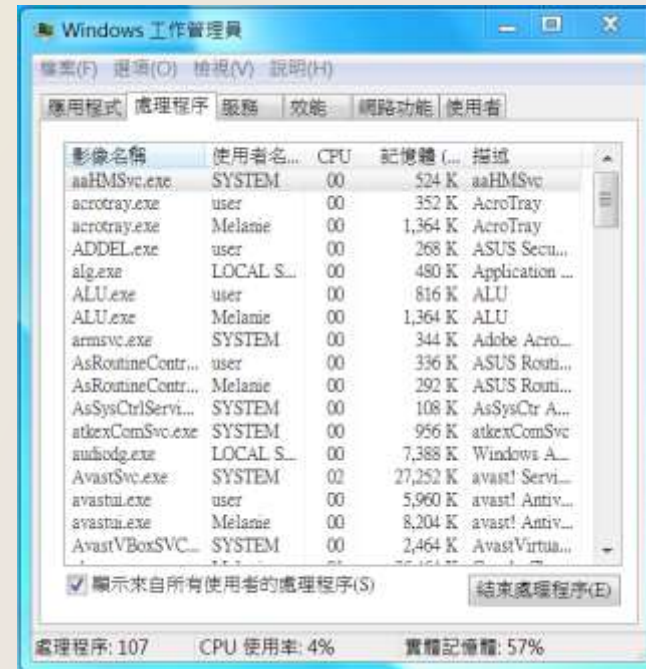 Windows 工作管理員
檔案(F) 選項(O) 檢視(V) 說明(H)
應用程式 處理程序 服務 效能 網路功能 使用者
影像名稱 使用者名... CPU 記憶體 (... 描述
aaHMSvc.exe SYSTEM 00 524 K aaHMSvc
acrotray.exe user 00 352 K AcroTray
acrotray.exe Melanie 00 1,364 K AcroTray
ADDEL.exe user 00 268 K ASUS Secu...
alg.exe LOCAL S... 00 480 K Application ...
ALU.exe user 00 816 K ALU
ALU.exe Melanie 00 1,364 K ALU
armsvc.exe SYSTEM 00 344 K Adobe Acro...
AsRoutineContr... user 00 336 K ASUS Routi...
AsRoutineContr... Melanie 00 292 K ASUS Routi...
AsSysCtrlServi... SYSTEM 00 108 K AsSysCtr A...
atkexComSvc.exe SYSTEM 00 956 K atkexComSvc
audiodg.exe LOCAL S... 00 7,388 K Windows A...
AvastSvc.exe SYSTEM 02 27,252 K avast! Servi...
avastui.exe user 00 5,960 K avast! Antiv...
avastui.exe Melanie 00 8,204 K avast! Antiv...
AvastVBoxSVC... SYSTEM 00 2,464 K AvastVirtua...
顯示來自所有使用者的處理程序(S)
結束處理程序(E)
處理程序: 107 CPU 使用率: 4% 實體記憶體: 57%